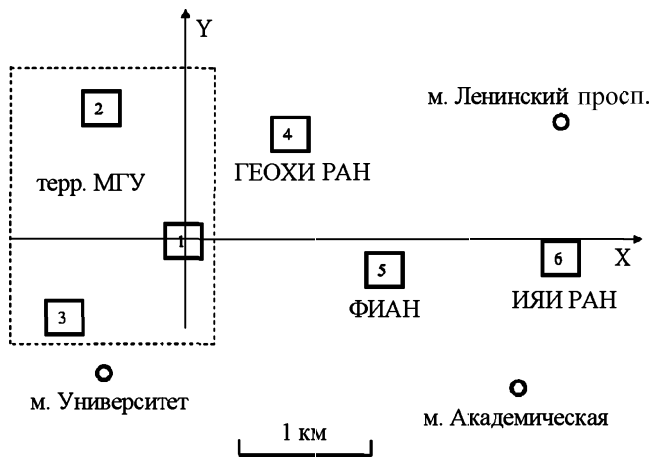 Y
2
м. Ленинский просп.
4
ГЕОХИ РАН
терр. МГУ
1
X
5
6
ФИАН
ИЯИ РАН
3
м. Университет
м. Академическая
1 км